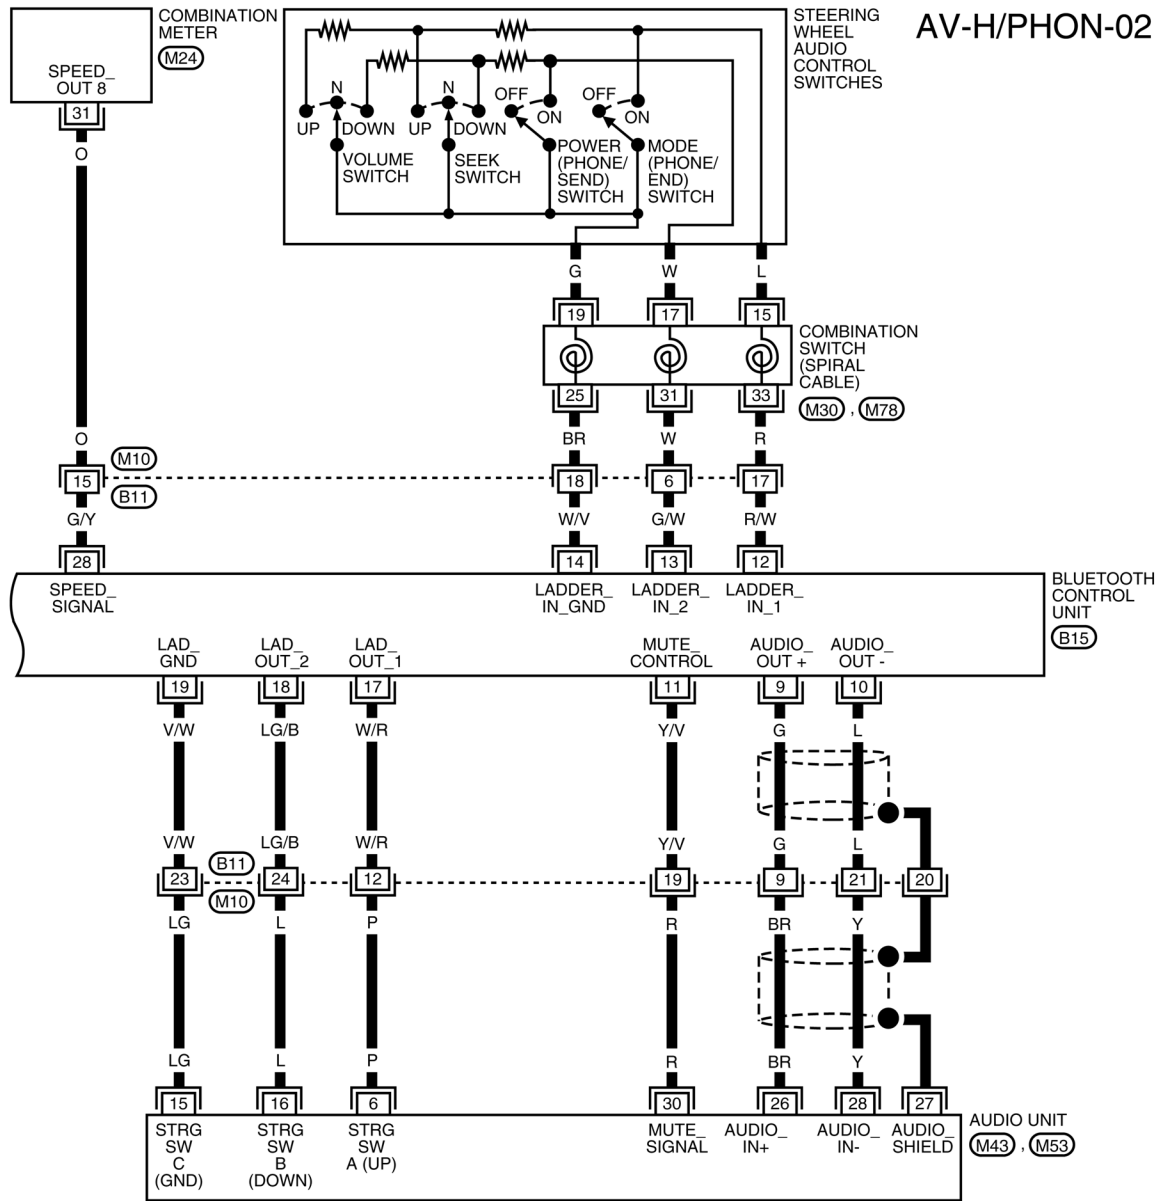 AV-H/PHON-02
COMBINATION
METER
M24
SPEED_
OUT 8
31
O
STEERING
WHEEL
AUDIO
CONTROL
SWITCHES
N
N
OFF
ON
OFF
ON
UP
DOWN
UP
DOWN
VOLUME
SWITCH
SEEK
SWITCH
POWER
(PHONE/
SEND)
SWITCH
MODE
(PHONE/
END)
SWITCH
G W L
19 17 15
COMBINATION
SWITCH
(SPIRAL
CABLE)
M30 , M78
25 31 33
O BR W R
M10
15 18 6 17
B11
G/Y W/V G/W R/W
28 14 13 12
SPEED_
SIGNAL
LADDER_
IN_GND
LADDER_
IN_2
LADDER_
IN_1
BLUETOOTH
CONTROL
UNIT
B15
LAD_
GND
LAD_
OUT_2
LAD_
OUT_1
MUTE_
CONTROL
AUDIO_
OUT +
AUDIO_
OUT -
19 18 17 11 9 10
V/W LG/B W/R Y/V G L
V/W LG/B W/R Y/V G L
B11
23 24 12 19 9 21 20
M10
LG L P R BR Y
LG L P R BR Y
15 16 6 30 26 28 27
STRG
SW
C
(GND)
STRG
SW
B
(DOWN)
STRG
SW
A (UP)
MUTE_
SIGNAL
AUDIO_
IN+
AUDIO_
IN-
AUDIO_
SHIELD
AUDIO UNIT
M43 , M53